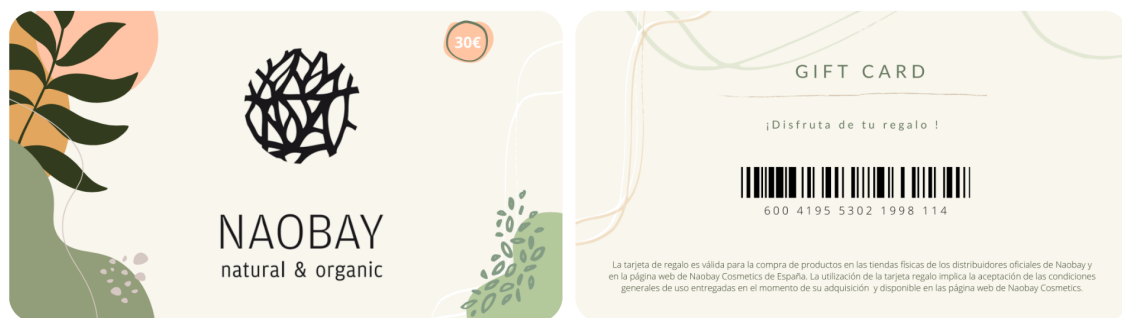 30€
NAOBAY
natural & organic
GIFT CARD
¡Disfruta de tu regalo !
600 4195 5302 1998 114
La tarjeta de regalo es válida para la compra de productos en las tiendas físicas de los distribuidores oficiales de Naobay y
en la página web de Naobay Cosmetics de España. La utilización de la tarjeta regalo implica la aceptación de las condiciones
generales de uso entregadas en el momento de su adquisición y disponible en las página web de Naobay Cosmetics.